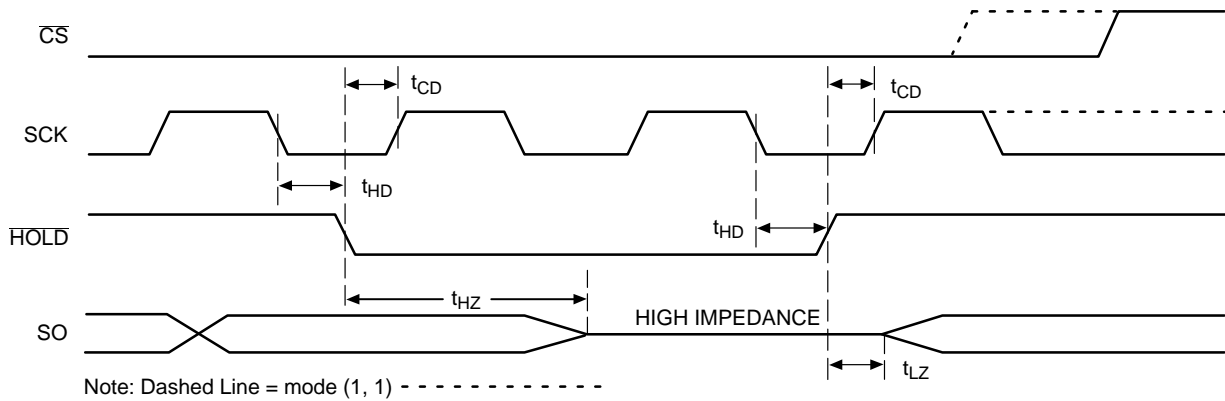 CS
tCD
tCD
SCK
tHD
HOLD
tHD
tHZ
SO
HIGH IMPEDANCE
tLZ
Note: Dashed Line = mode (1, 1)